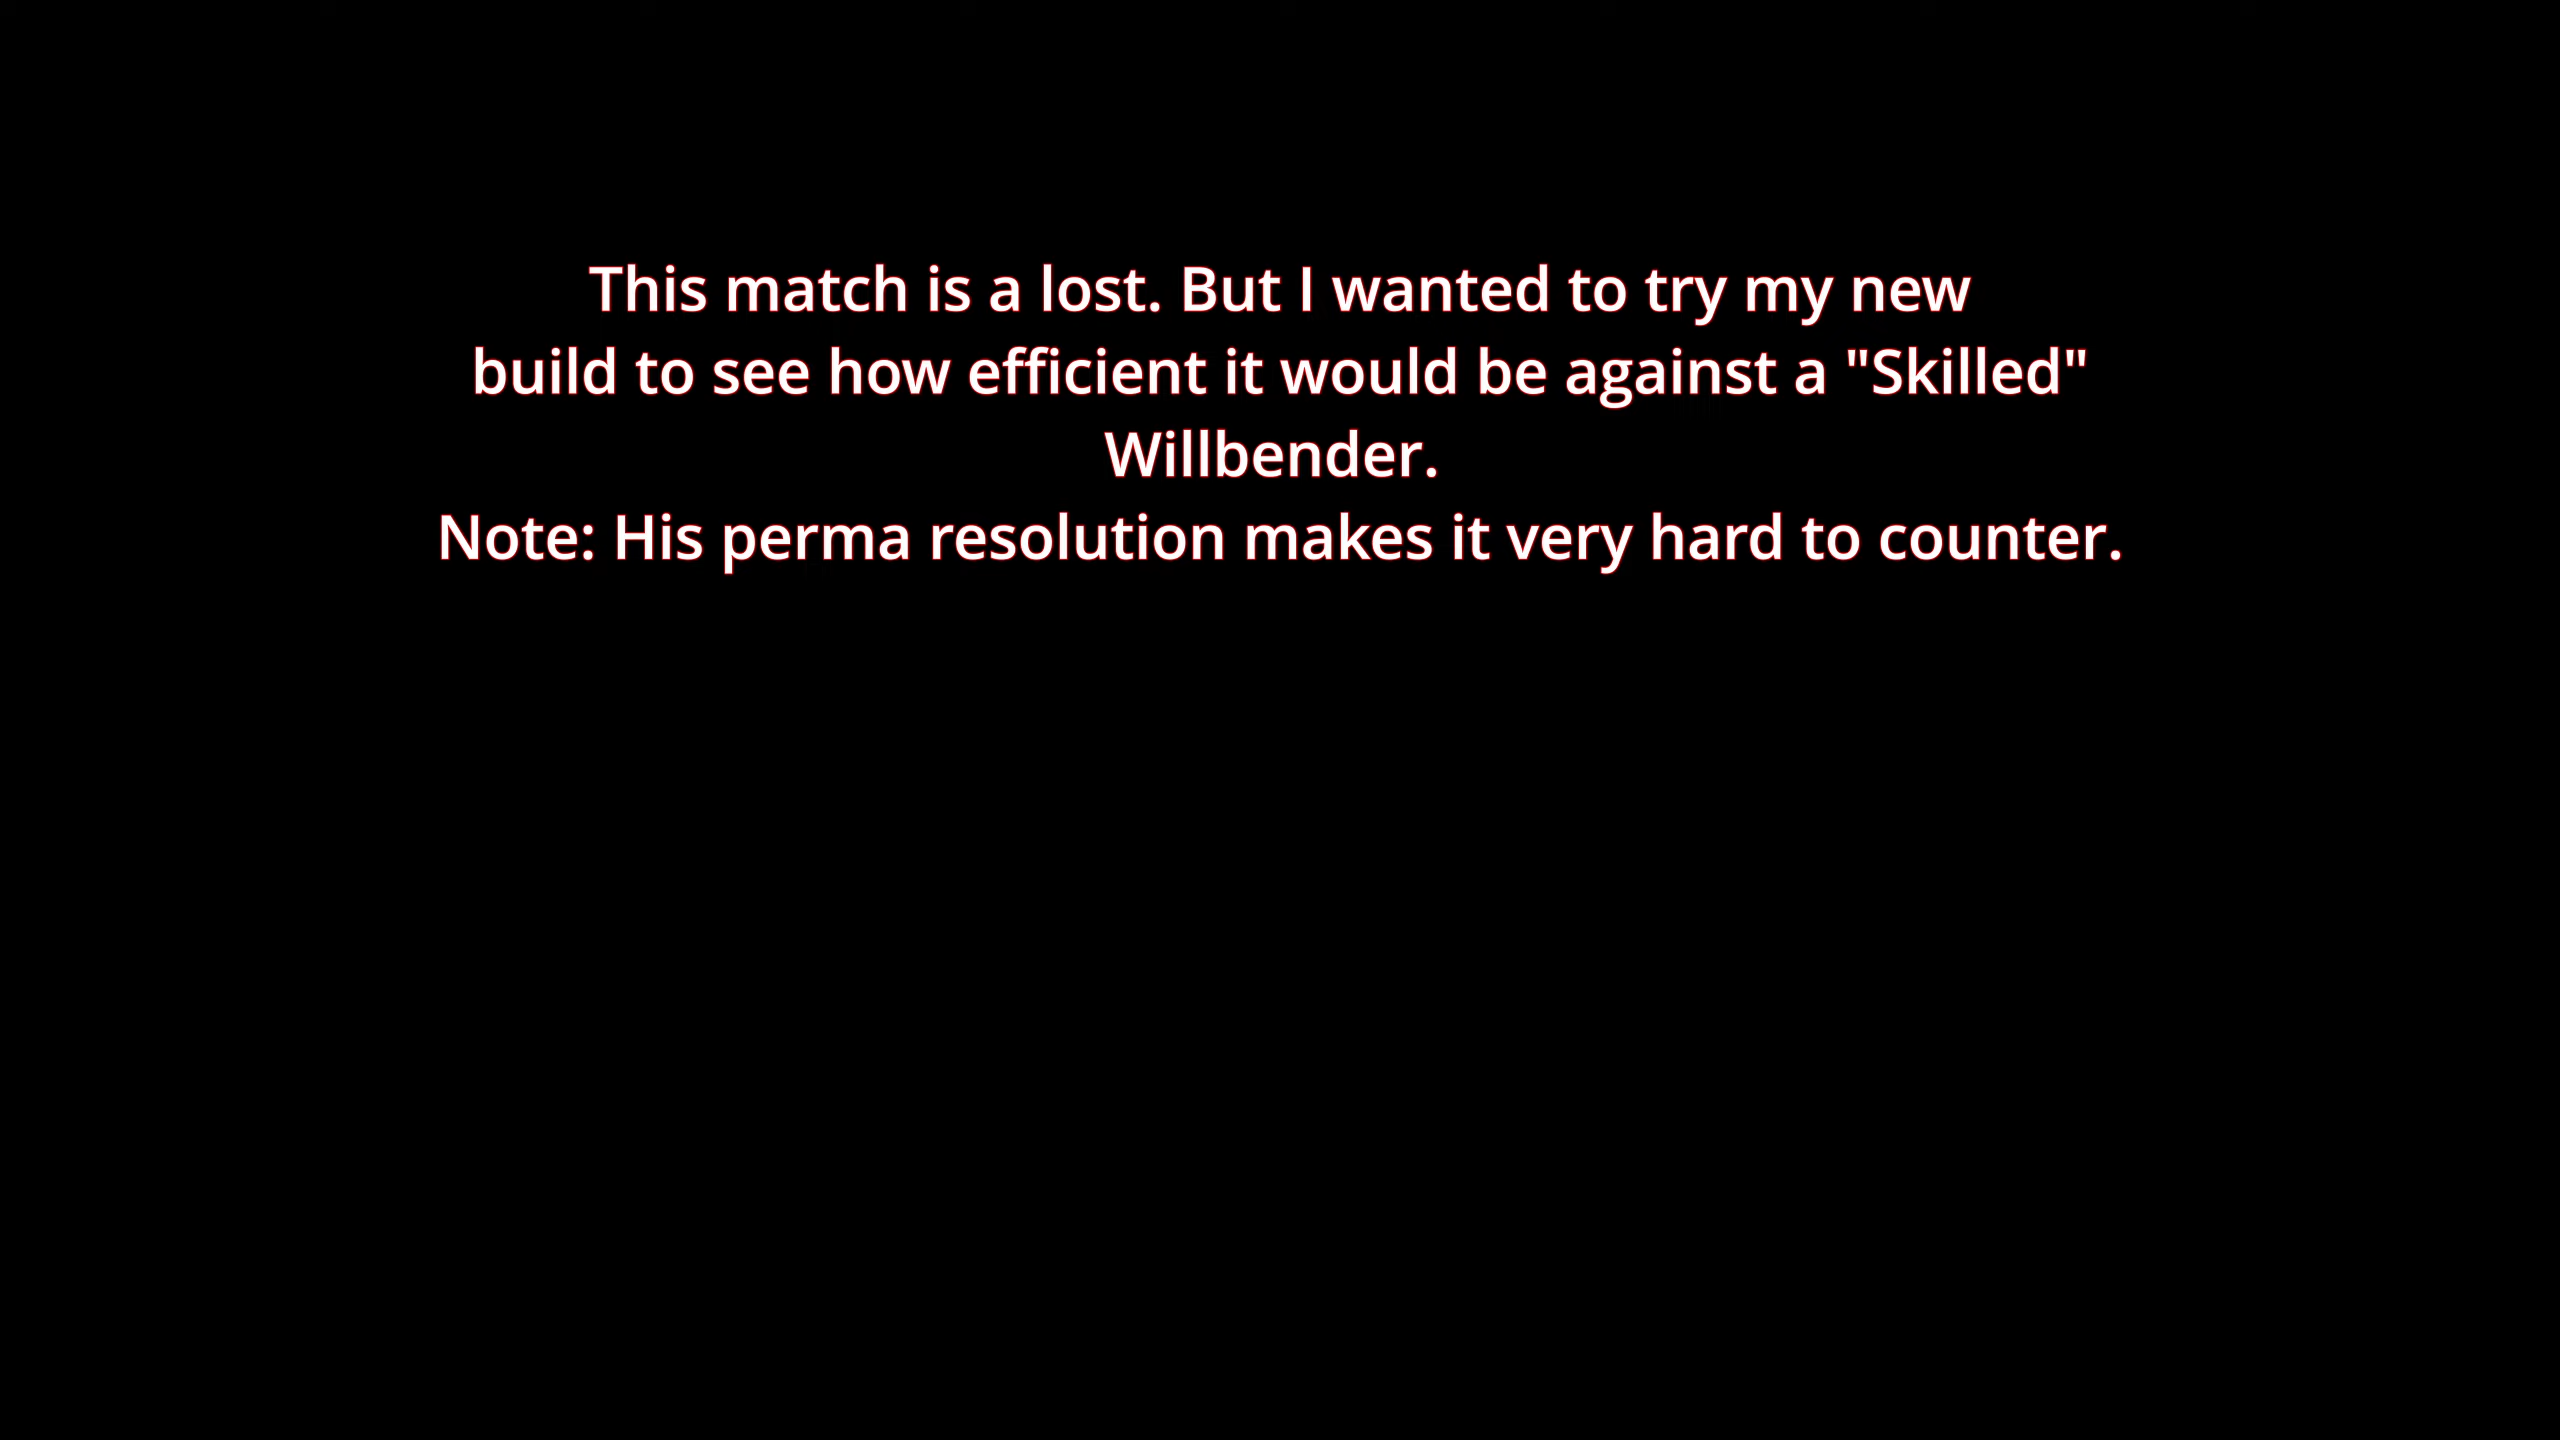 This match is a lost. But I wanted to try my new
build to see how efficient it would be against a "Skilled"
Willbender.
Note: His perma resolution makes it very hard to counter.